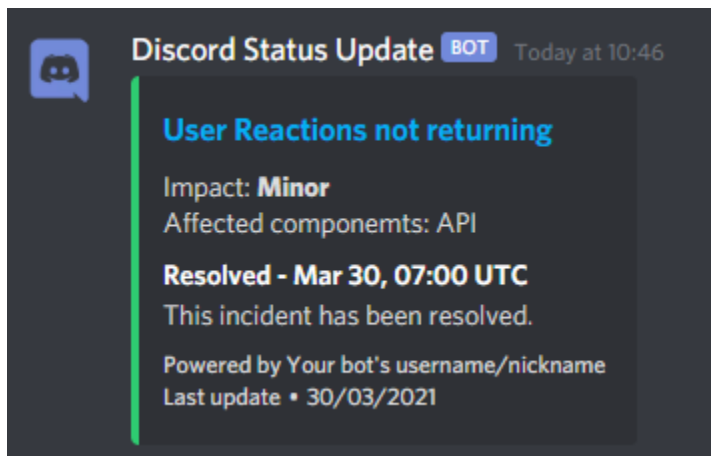 Discord Status Update BOT Today at 10:46
User Reactions not returning
Impact: Minor
Affected componemts: API
Resolved - Mar 30, 07:00 UTC
This incident has been resolved.
Powered by Your bot's username/nickname
Last update • 30/03/2021